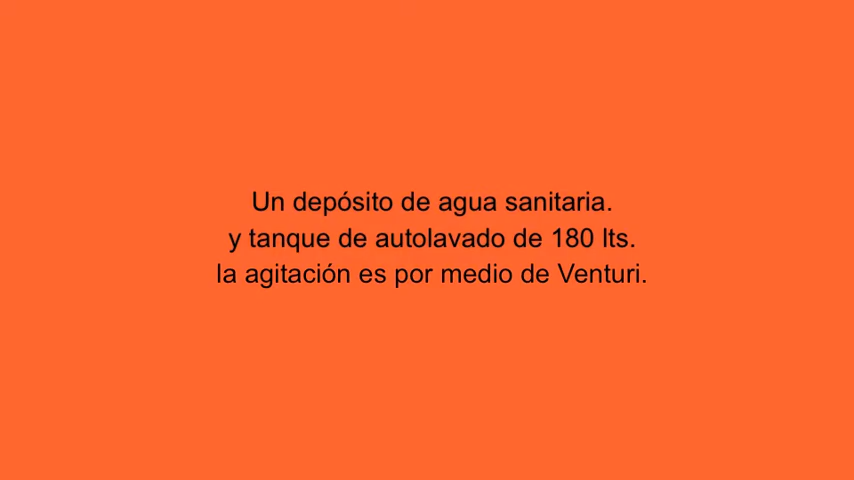 Un depósito de agua sanitaria.
y tanque de autolavado de 180 lts.
la agitación es por medio de Venturi.